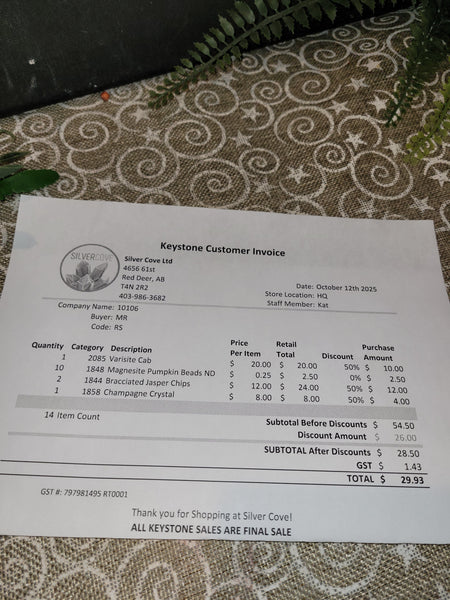 Keystone Customer Invoice
SILVERCOVE
Silver Cove Ltd
4656 61st
Red Deer, AB
T4N 2R2
403-986-3682
Date: October 12th 2025
Store Location: HQ
Staff Member: Kat
Company Name: 10106
Buyer: MR
Code: RS
Quantity Category Description Price Per Item Retail Total Discount Purchase Amount
1 2085 Varisite Cab $ 20.00 $ 20.00 50% $ 10.00
10 1848 Magnesite Pumpkin Beads ND $ 0.25 $ 2.50 0% $ 2.50
2 1844 Bracciated Jasper Chips $ 12.00 $ 24.00 50% $ 12.00
1 1858 Champagne Crystal $ 8.00 $ 8.00 50% $ 4.00
14 Item Count
Subtotal Before Discounts $ 54.50
Discount Amount $ 26.00
SUBTOTAL After Discounts $ 28.50
GST $ 1.43
TOTAL $ 29.93
GST #: 797981495 RT0001
Thank you for Shopping at Silver Cove!
ALL KEYSTONE SALES ARE FINAL SALE